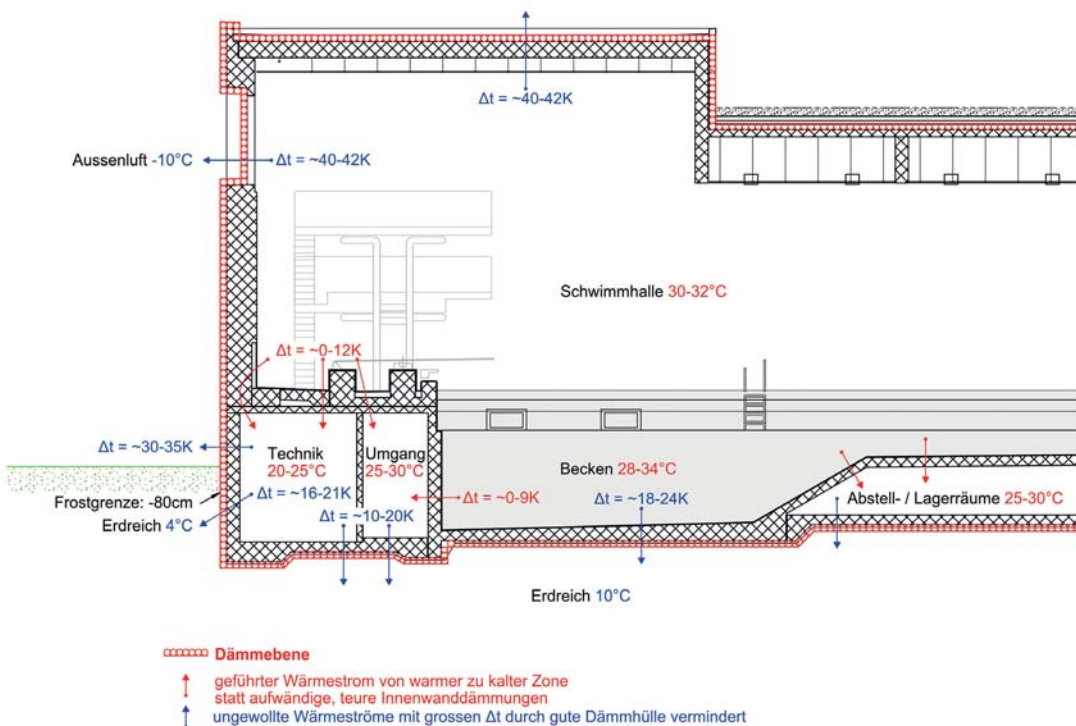 Δt = ~40-42K
Aussenluft -10°C
Δt = ~40-42K
Schwimmhalle 30-32°C
Δt = ~0-12K
Δt = ~30-35K
Technik
20-25°C
Umgang
25-30°C
Becken 28-34°C
Δt = ~16-21K
Δt = ~0-9K
Δt = ~18-24K
Abstell- / Lagerräume 25-30°C
Frostgrenze: -80cm
Δt = ~10-20K
Erdreich 4°C
Erdreich 10°C
Dämmebene
geführter Wärmestrom von warmer zu kalter Zone
statt aufwändige, teure Innenwanddämmungen
ungewollte Wärmeströme mit grossen Δt durch gute Dämmhülle vermindert